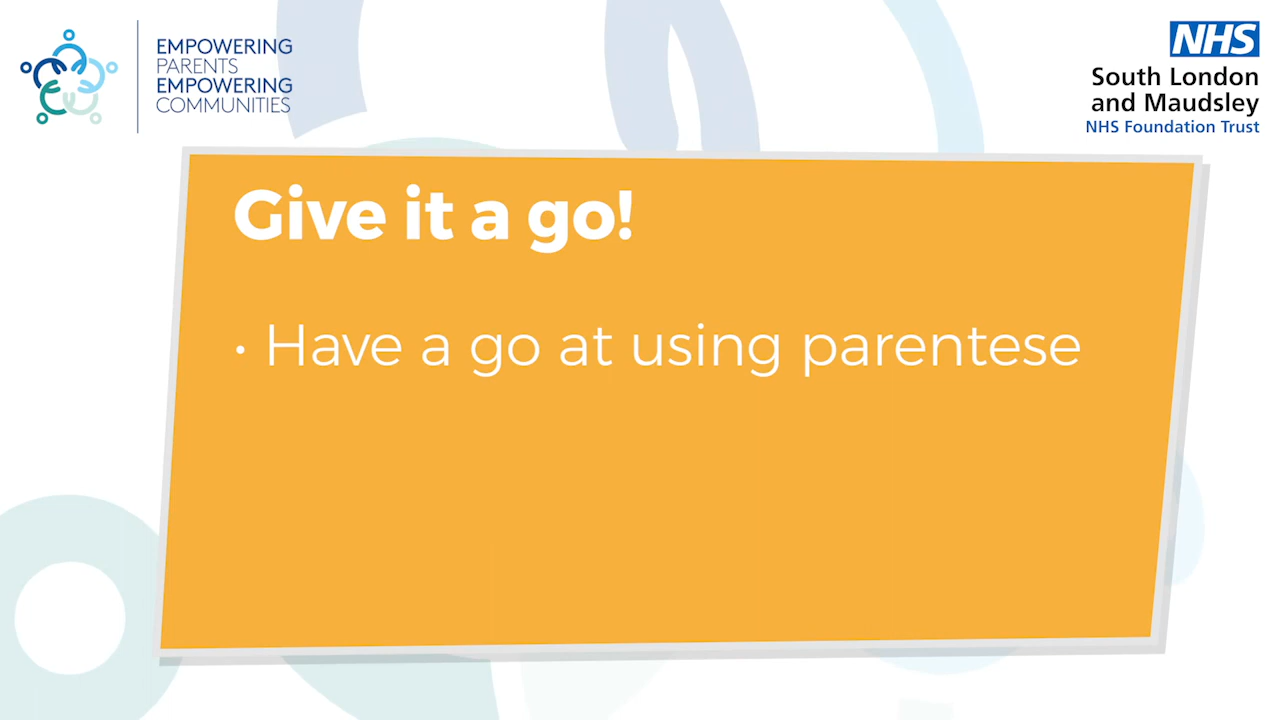 EMPOWERING
PARENTS
EMPOWERING
COMMUNITIES
NHS
South London
and Maudsley
NHS Foundation Trust
Give it a go!
• Have a go at using parentese